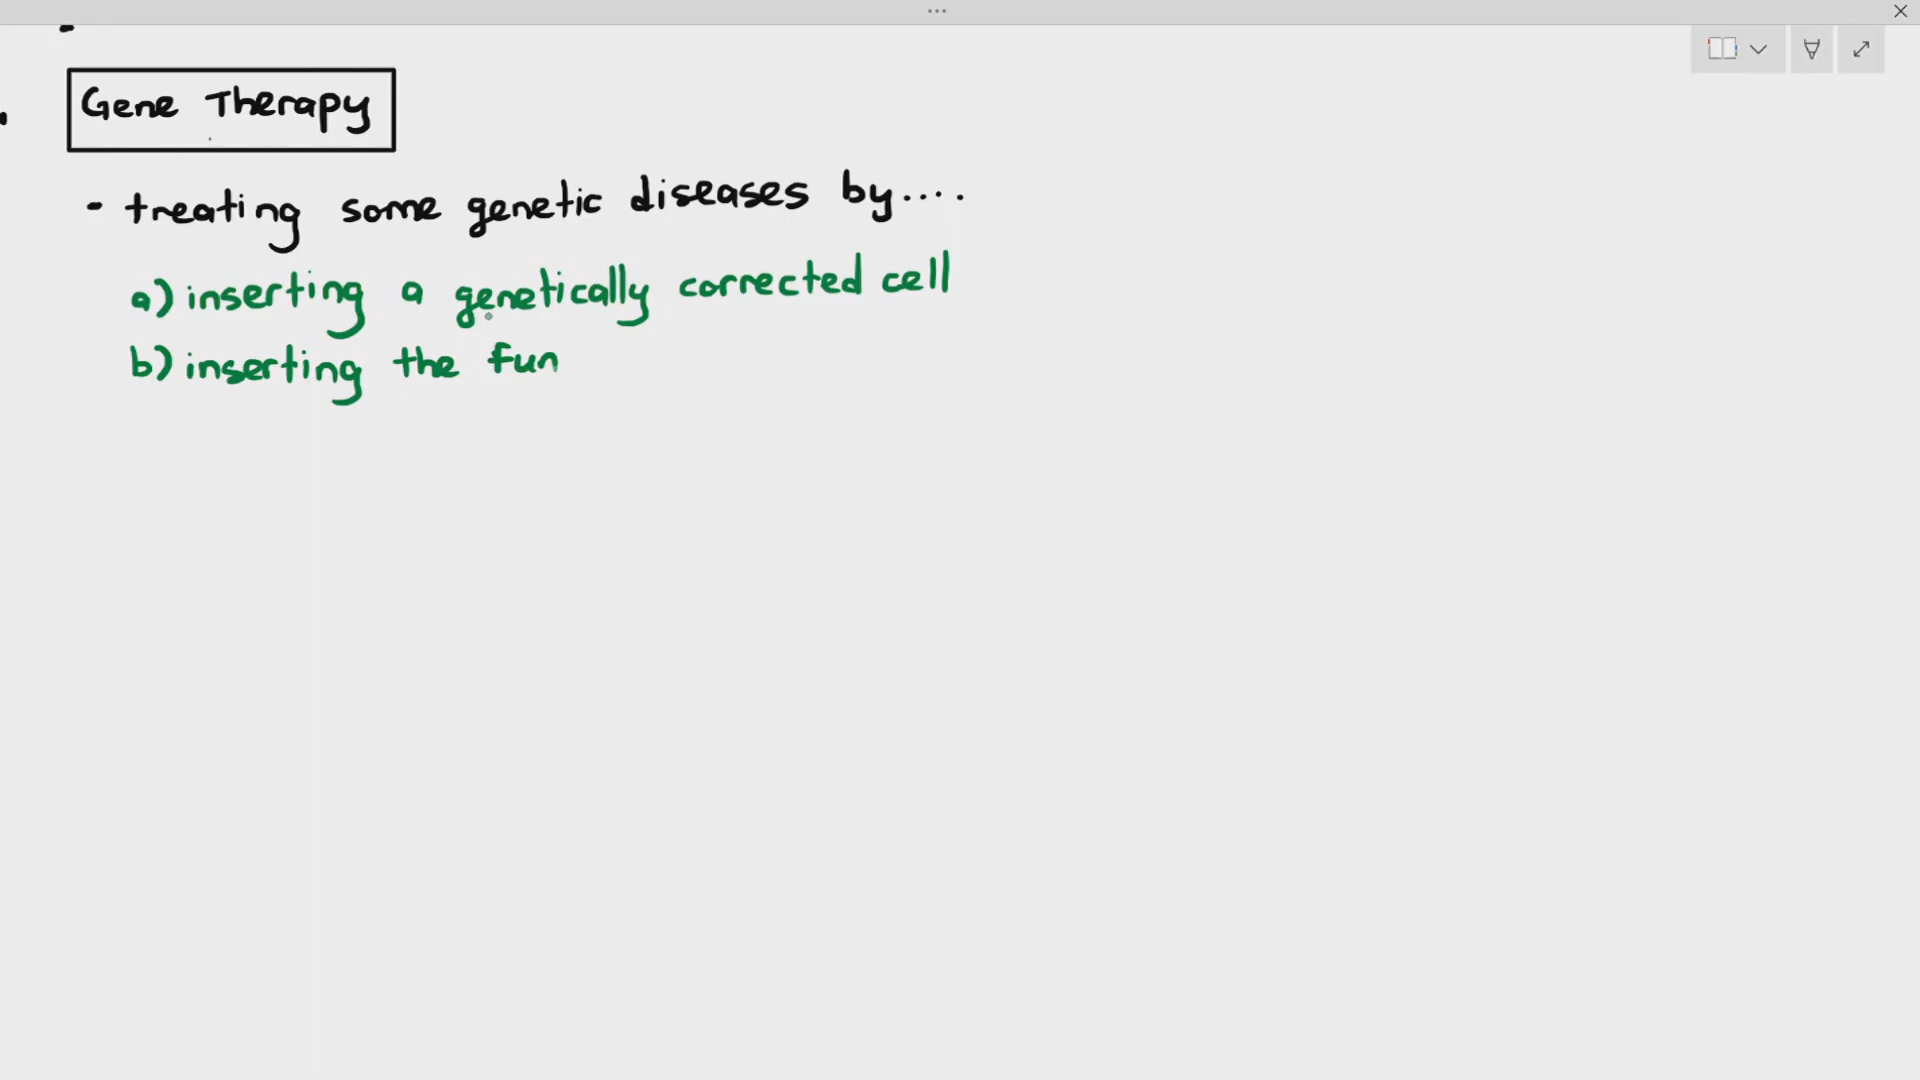 Gene Therapy
- treating some genetic diseases by....
a) inserting a genetically corrected cell
b) inserting the fun